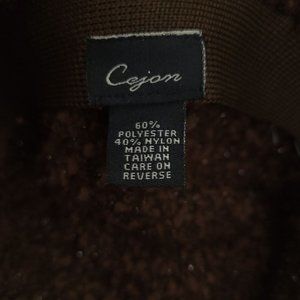 Cejon
60%
POLYESTER
40% NYLON
MADE IN
TAIWAN
CARE ON
REVERSE